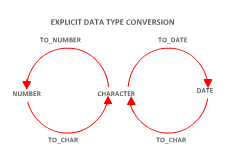 EXPLICIT DATA TYPE CONVERSION
TO_NUMBER TO_DATE
NUMBER CHARACTER DATE
TO_CHAR TO_CHAR